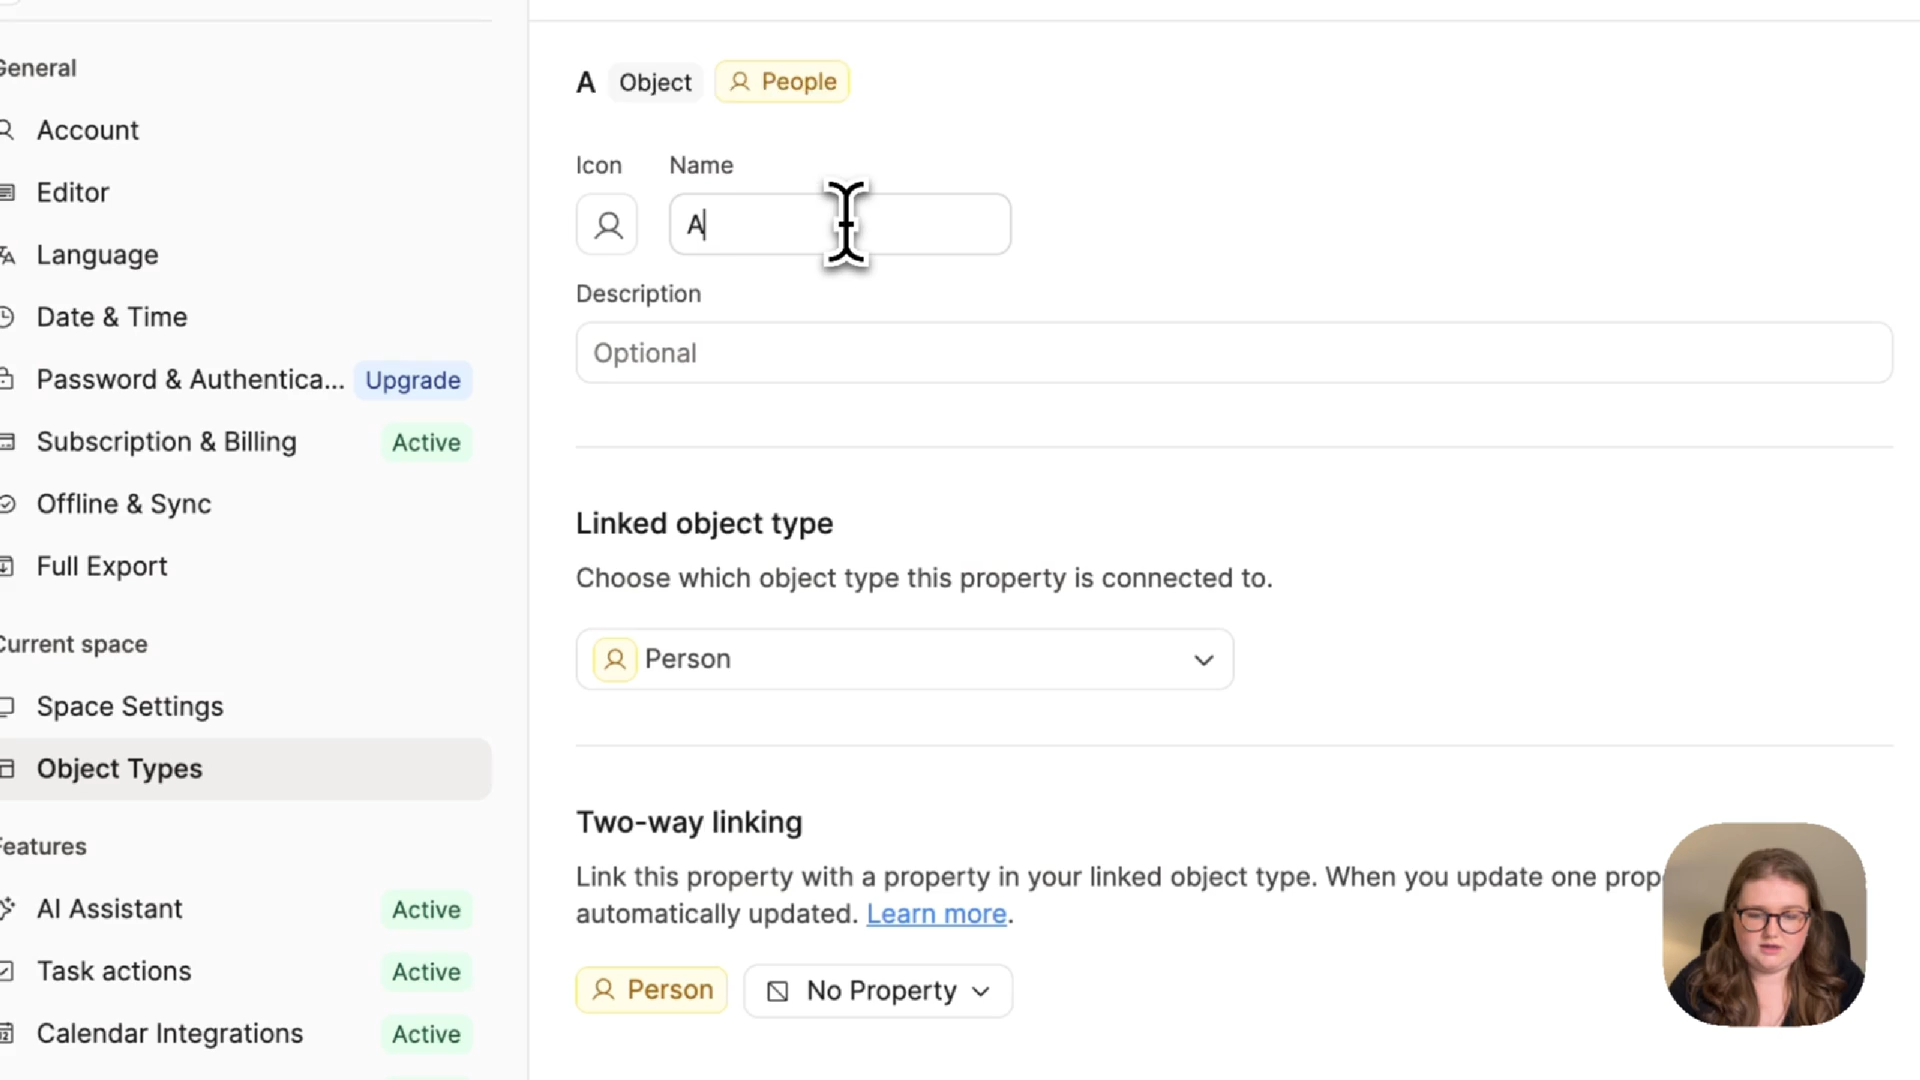 General
Account
Editor
Language
Date & Time
Password & Authentica... Upgrade
Subscription & Billing Active
Offline & Sync
Full Export
Current space
Space Settings
Object Types
Features
AI Assistant Active
Task actions Active
Calendar Integrations Active
A Object People
Icon Name
A
Description
Optional
Linked object type
Choose which object type this property is connected to.
Person
Two-way linking
Link this property with a property in your linked object type. When you update one prop
automatically updated. Learn more.
Person No Property